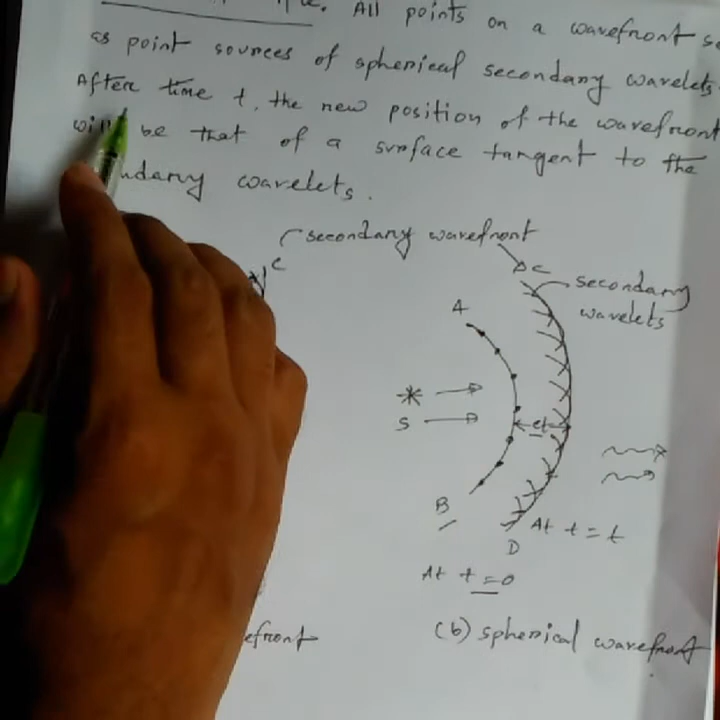 All points on a wavefront
as point sources of spherical secondary wavelets.
After time t, the new position of the wavefront
will be that of a surface tangent to the
wavelets.
secondary wavefront
C
C
secondary
wavelets
A
S
ct
B
D
At t = t
At t = 0
(b) spherical wavefront